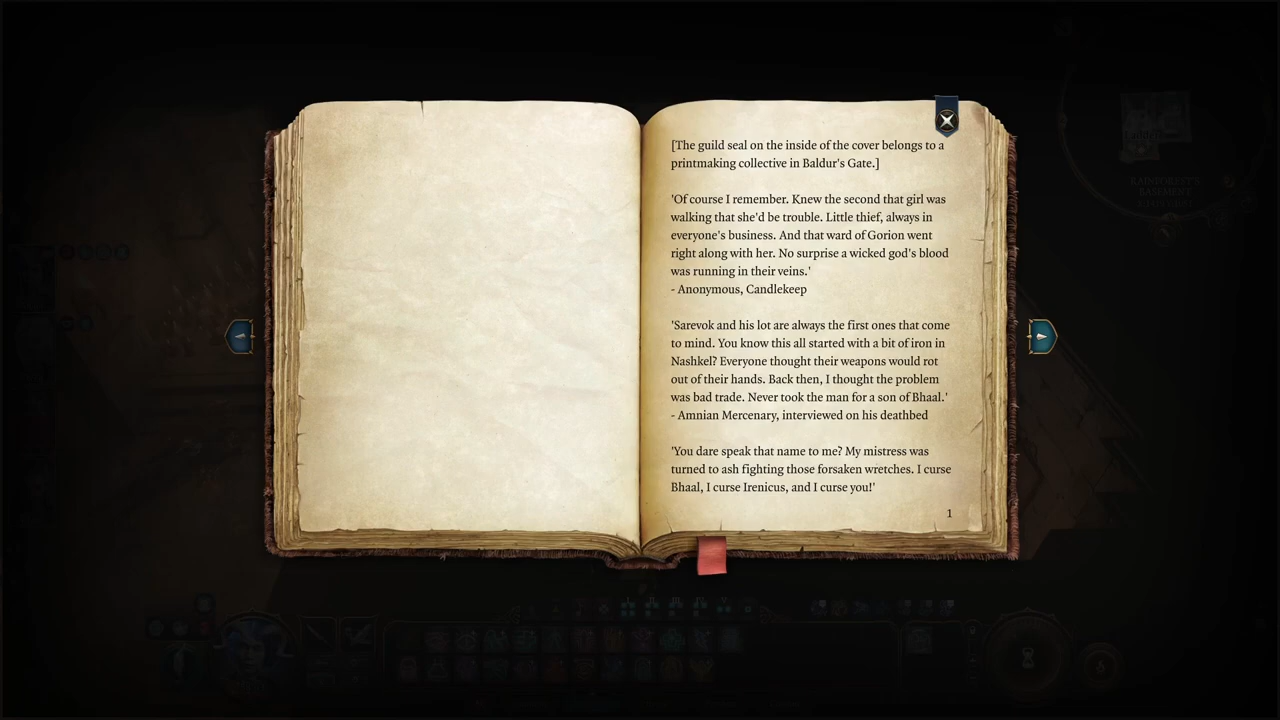 [The guild seal on the inside of the cover belongs to a
printmaking collective in Baldur's Gate.]
'Of course I remember. Knew the second that girl was
walking that she'd be trouble. Little thief, always in
everyone's business. And that ward of Gorion went
right along with her. No surprise a wicked god's blood
was running in their veins.'
- Anonymous, Candlekeep
'Sarevok and his lot are always the first ones that come
to mind. You know this all started with a bit of iron in
Nashkel? Everyone thought their weapons would rot
out of their hands. Back then, I thought the problem
was bad trade. Never took the man for a son of Bhaal.'
- Amnian Mercenary, interviewed on his deathbed
'You dare speak that name to me? My mistress was
turned to ash fighting those forsaken wretches. I curse
Bhaal, I curse Irenicus, and I curse you!'
1